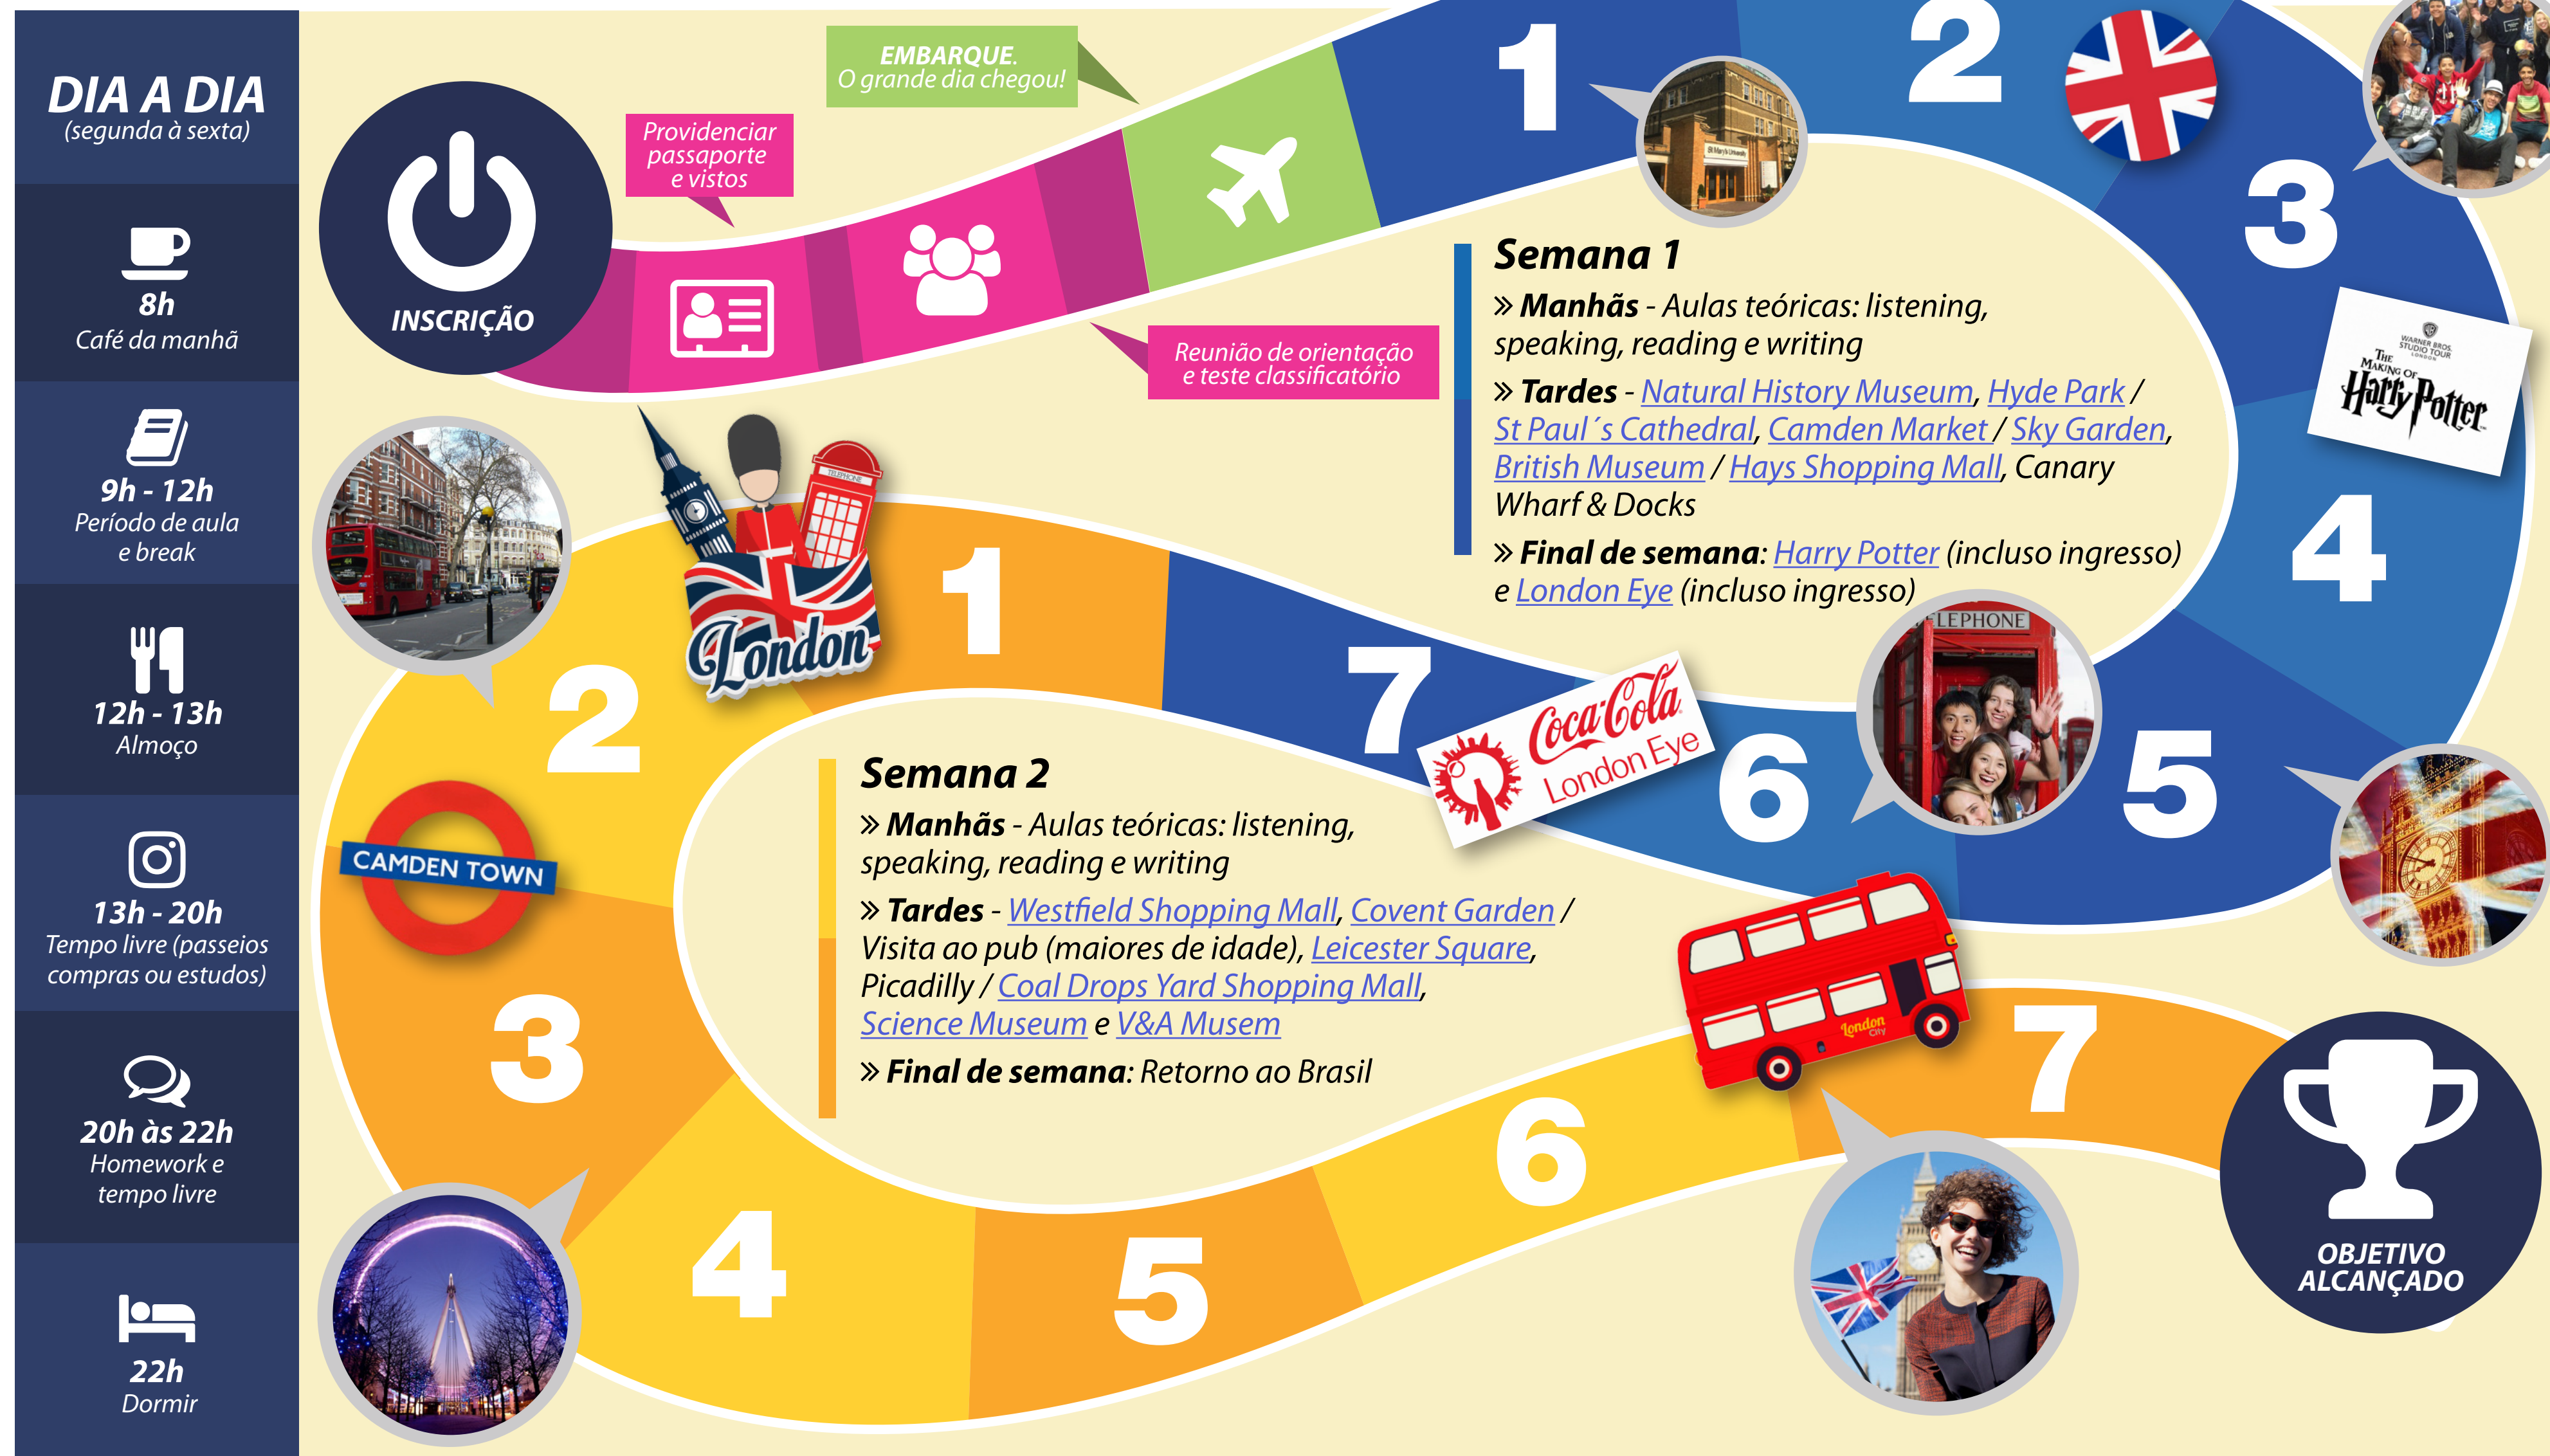 DIA A DIA
(segunda à sexta)
8h
Café da manhã
9h - 12h
Período de aula
e break
12h - 13h
Almoço
13h - 20h
Tempo livre (passeios
compras ou estudos)
20h às 22h
Homework e
tempo livre
22h
Dormir
INSCRIÇÃO
Providenciar
passaporte
e vistos
EMBARQUE.
O grande dia chegou!
Reunião de orientação
e teste classificatório
1
St Mary's University
2
3
WARNER BROS.
STUDIO TOUR
LONDON
THE
MAKING OF
Harry Potter
4
5
6
TELEPHONE
7
Coca-Cola
London Eye
Semana 1
» Manhãs - Aulas teóricas: listening,
speaking, reading e writing
» Tardes - Natural History Museum, Hyde Park /
St Paul´s Cathedral, Camden Market / Sky Garden,
British Museum / Hays Shopping Mall, Canary
Wharf & Docks
» Final de semana: Harry Potter (incluso ingresso)
e London Eye (incluso ingresso)
1
TELEPHONE
London
2
CAMDEN TOWN
3
4
5
6
London
City
7
Semana 2
» Manhãs - Aulas teóricas: listening,
speaking, reading e writing
» Tardes - Westfield Shopping Mall, Covent Garden /
Visita ao pub (maiores de idade), Leicester Square,
Picadilly / Coal Drops Yard Shopping Mall,
Science Museum e V&A Musem
» Final de semana: Retorno ao Brasil
OBJETIVO
ALCANÇADO